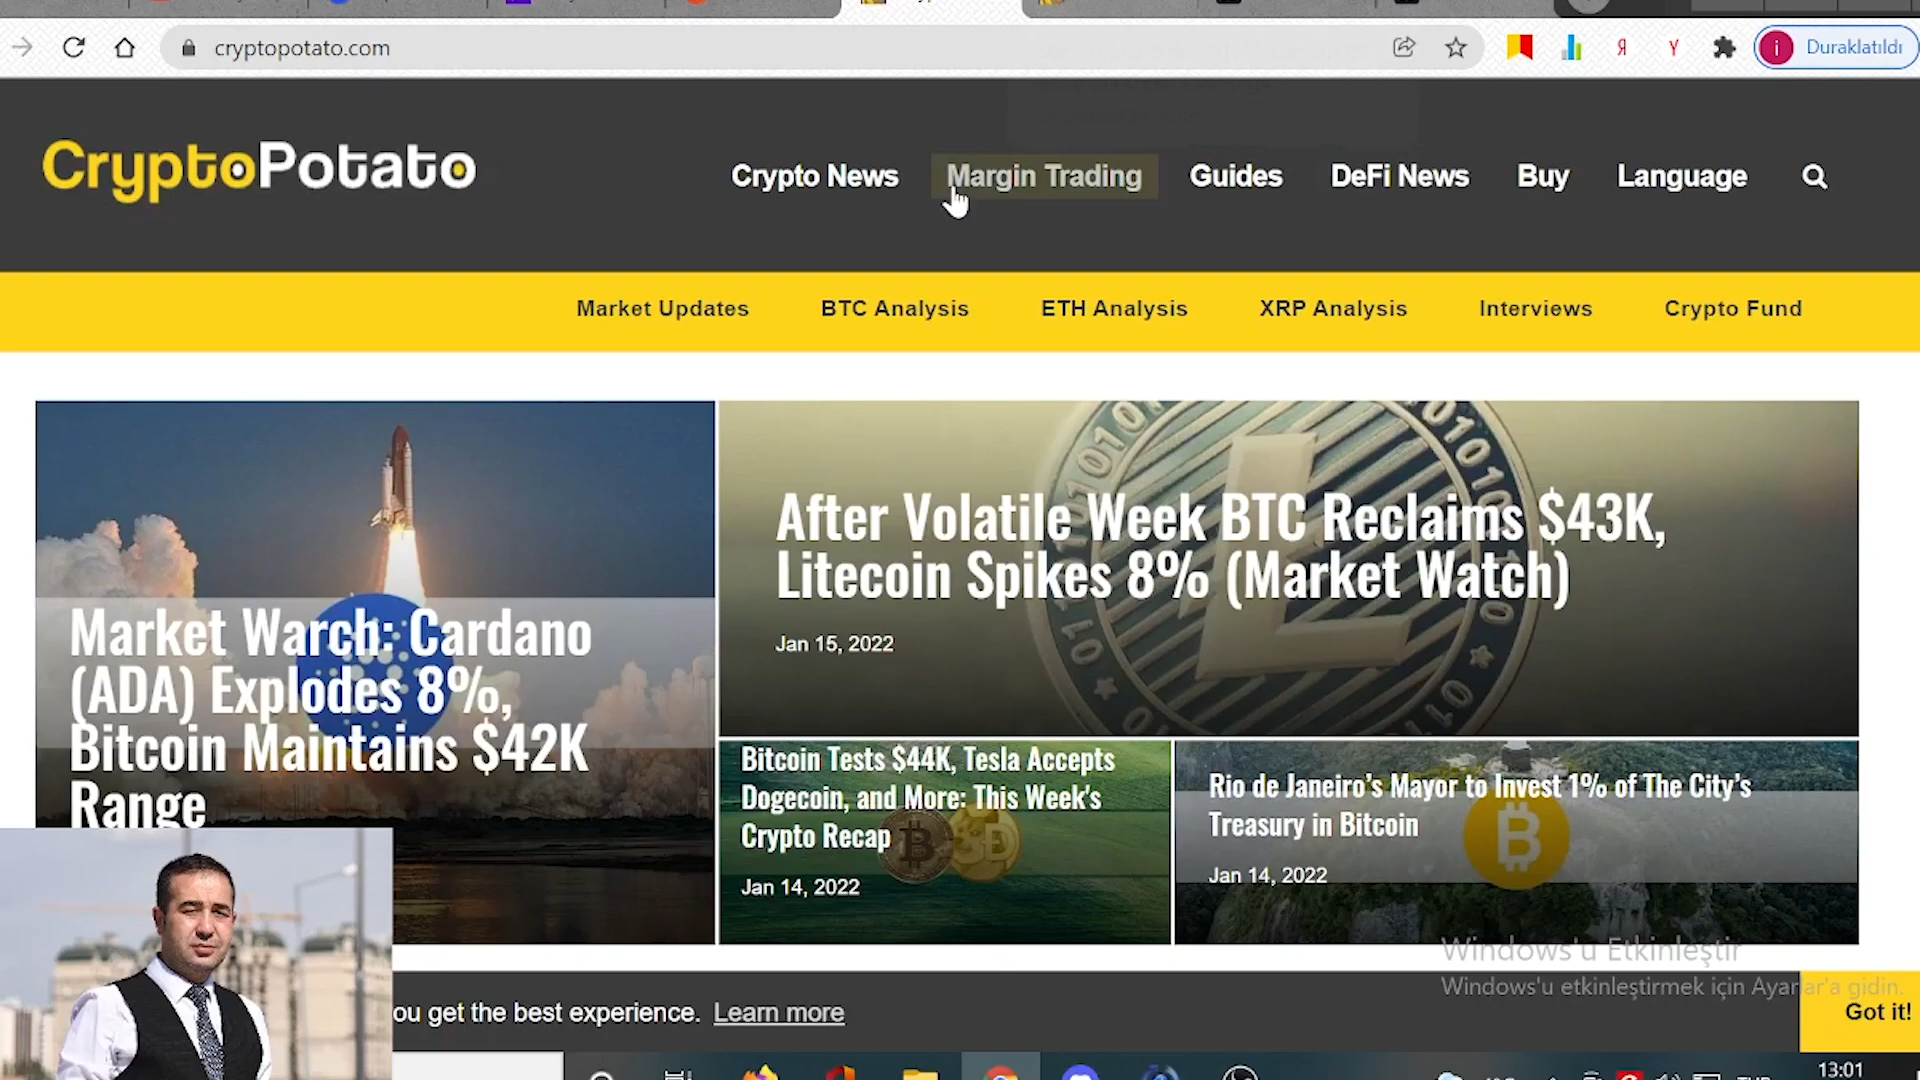 cryptopotato.com
Я
Y
i
Duraklatıldı
CryptoPotato
Crypto News
Margin Trading
Guides
DeFi News
Buy
Language
Market Updates
BTC Analysis
ETH Analysis
XRP Analysis
Interviews
Crypto Fund
Market Warch: Cardano
(ADA) Explodes 8%,
Bitcoin Maintains $42K
Range
After Volatile Week BTC Reclaims $43K,
Litecoin Spikes 8% (Market Watch)
Jan 15, 2022
Bitcoin Tests $44K, Tesla Accepts
Dogecoin, and More: This Week's
Crypto Recap
Jan 14, 2022
Rio de Janeiro’s Mayor to Invest 1% of The City’s
Treasury in Bitcoin
Jan 14, 2022
Windows'u Etkinleştir
Windows'u etkinleştirmek için Ayarlar'a gidin.
ou get the best experience. Learn more
Got it!
13:01